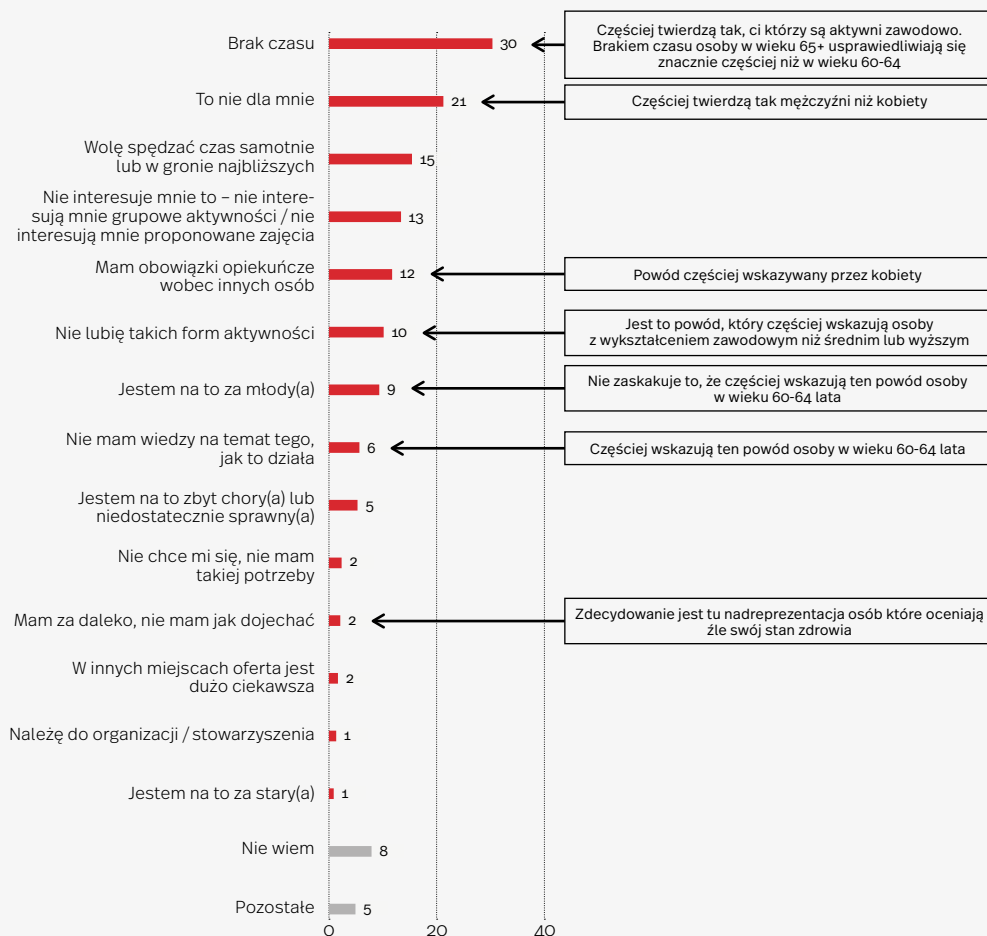 Brak czasu
30
Częściej twierdzą tak, ci którzy są aktywni zawodowo.
Brakiem czasu osoby w wieku 65+ usprawiedliwiają się
znacznie częściej niż w wieku 60-64
To nie dla mnie
21
Częściej twierdzą tak mężczyźni niż kobiety
Wolę spędzać czas samotnie
lub w gronie najbliższych
15
Nie interesuje mnie to – nie intere-
sują mnie grupowe aktywności / nie
interesują mnie proponowane zajęcia
13
Mam obowiązki opiekuńcze
wobec innych osób
12
Powód częściej wskazywany przez kobiety
Nie lubię takich form aktywności
10
Jest to powód, który częściej wskazują osoby
z wykształceniem zawodowym niż średnim lub wyższym
Jestem na to za młody(a)
9
Nie zaskakuje to, że częściej wskazują ten powód osoby
w wieku 60-64 lata
Nie mam wiedzy na temat tego,
jak to działa
6
Częściej wskazują ten powód osoby w wieku 60-64 lata
Jestem na to zbyt chory(a) lub
niedostatecznie sprawny(a)
5
Nie chce mi się, nie mam
takiej potrzeby
2
Mam za daleko, nie mam jak dojechać
2
Zdecydowanie jest tu nadreprezentacja osób które oceniają
źle swój stan zdrowia
W innych miejscach oferta jest
dużo ciekawsza
2
Należę do organizacji / stowarzyszenia
1
Jestem na to za stary(a)
1
Nie wiem
8
Pozostałe
5
0 20 40